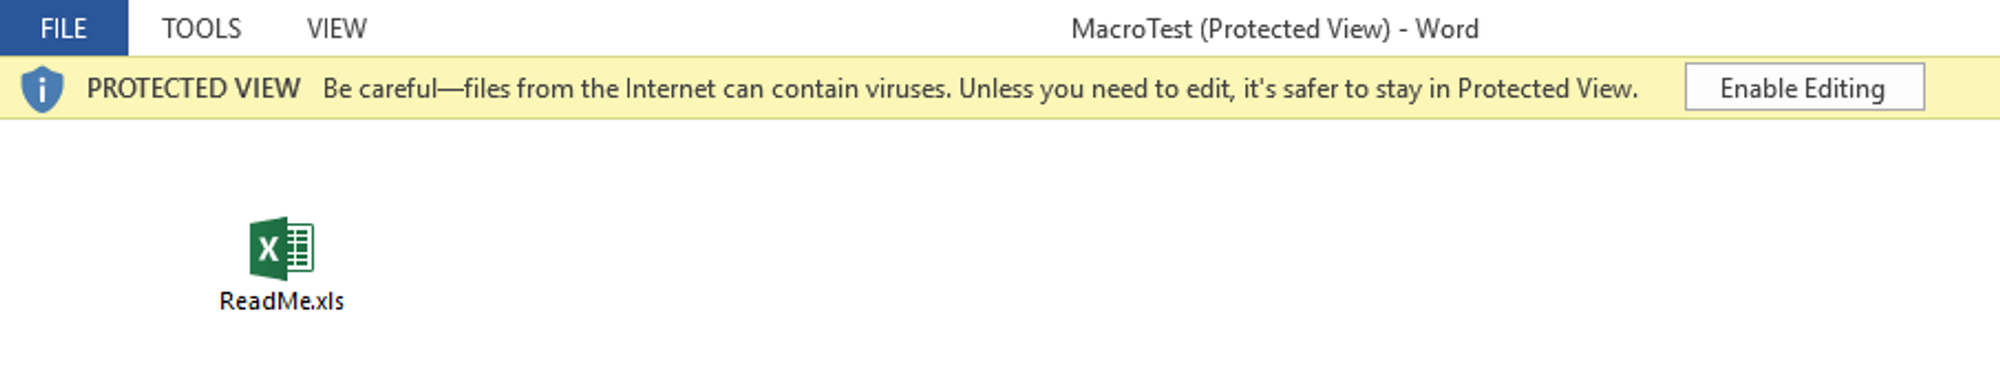 FILE TOOLS VIEW MacroTest (Protected View) - Word
PROTECTED VIEW Be careful—files from the Internet can contain viruses. Unless you need to edit, it's safer to stay in Protected View. Enable Editing
ReadMe.xls